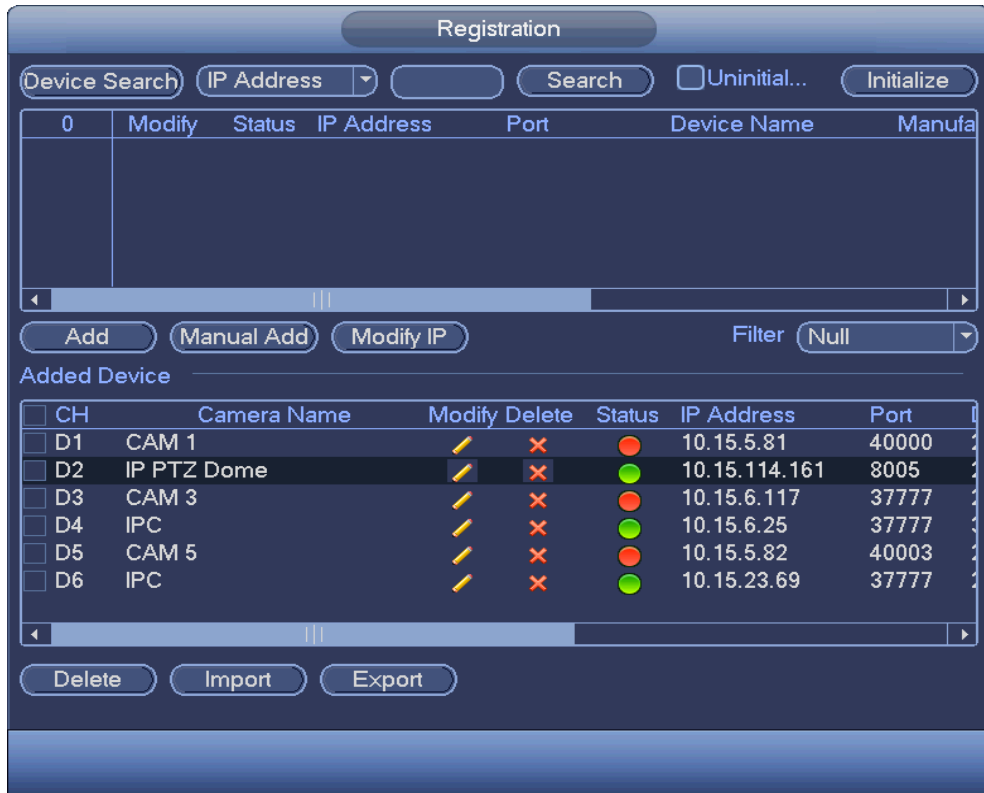 Registration
Device Search IP Address Search Uninitial... Initialize
0 Modify Status IP Address Port Device Name Manufa
Add Manual Add Modify IP Filter Null
Added Device
CH Camera Name Modify Delete Status IP Address Port
D1 CAM 1 10.15.5.81 40000
D2 IP PTZ Dome 10.15.114.161 8005
D3 CAM 3 10.15.6.117 37777
D4 IPC 10.15.6.25 37777
D5 CAM 5 10.15.5.82 40003
D6 IPC 10.15.23.69 37777
Delete Import Export